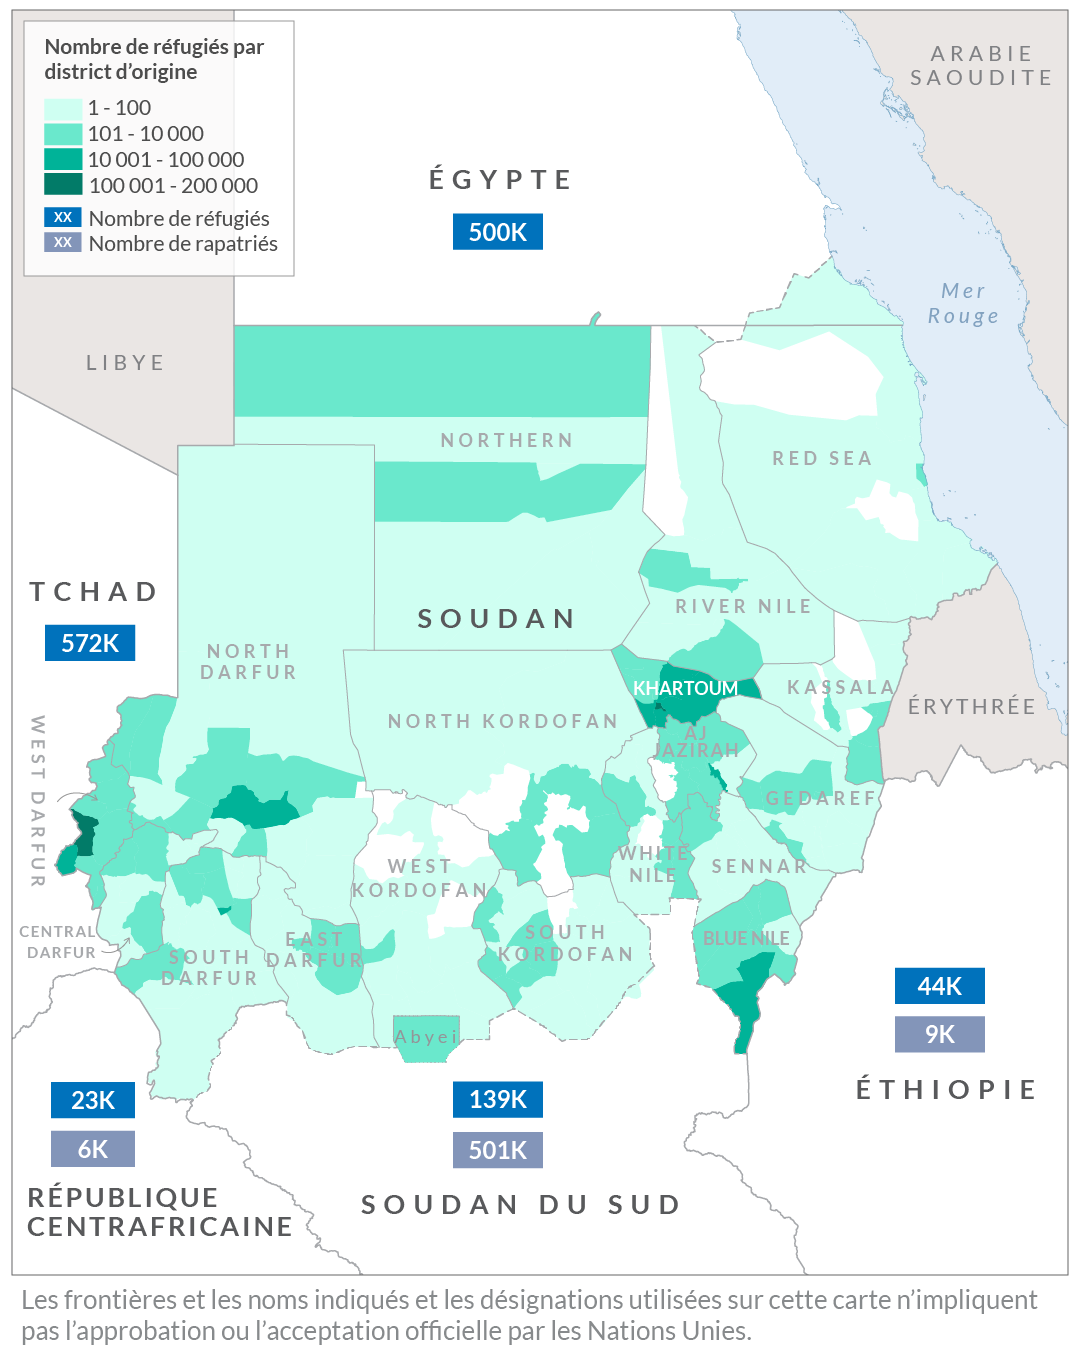 Nombre de réfugiés par
district d’origine
1 - 100
101 - 10 000
10 001 - 100 000
100 001 - 200 000
XX Nombre de réfugiés
XX Nombre de rapatriés
ARABIE
SAOUDITE
ÉGYPTE
500K
Mer
Rouge
LIBYE
NORTHERN
RED SEA
TCHAD
572K
SOUDAN
RIVER NILE
NORTH
DARFUR
KHARTOUM
KASSALA
ÉRYTHRÉE
NORTH KORDOFAN
WEST DARFUR
AJ
JAZIRAH
GEDAREF
WHITE
NILE
SENNAR
WEST
KORDOFAN
CENTRAL
DARFUR
SOUTH
DARFUR
EAST
DARFUR
SOUTH
KORDOFAN
BLUE NILE
Abyei
44K
9K
ÉTHIOPIE
23K
6K
RÉPUBLIQUE
CENTRAFRICAINE
139K
501K
SOUDAN DU SUD
Les frontières et les noms indiqués et les désignations utilisées sur cette carte n’impliquent
pas l’approbation ou l’acceptation officielle par les Nations Unies.